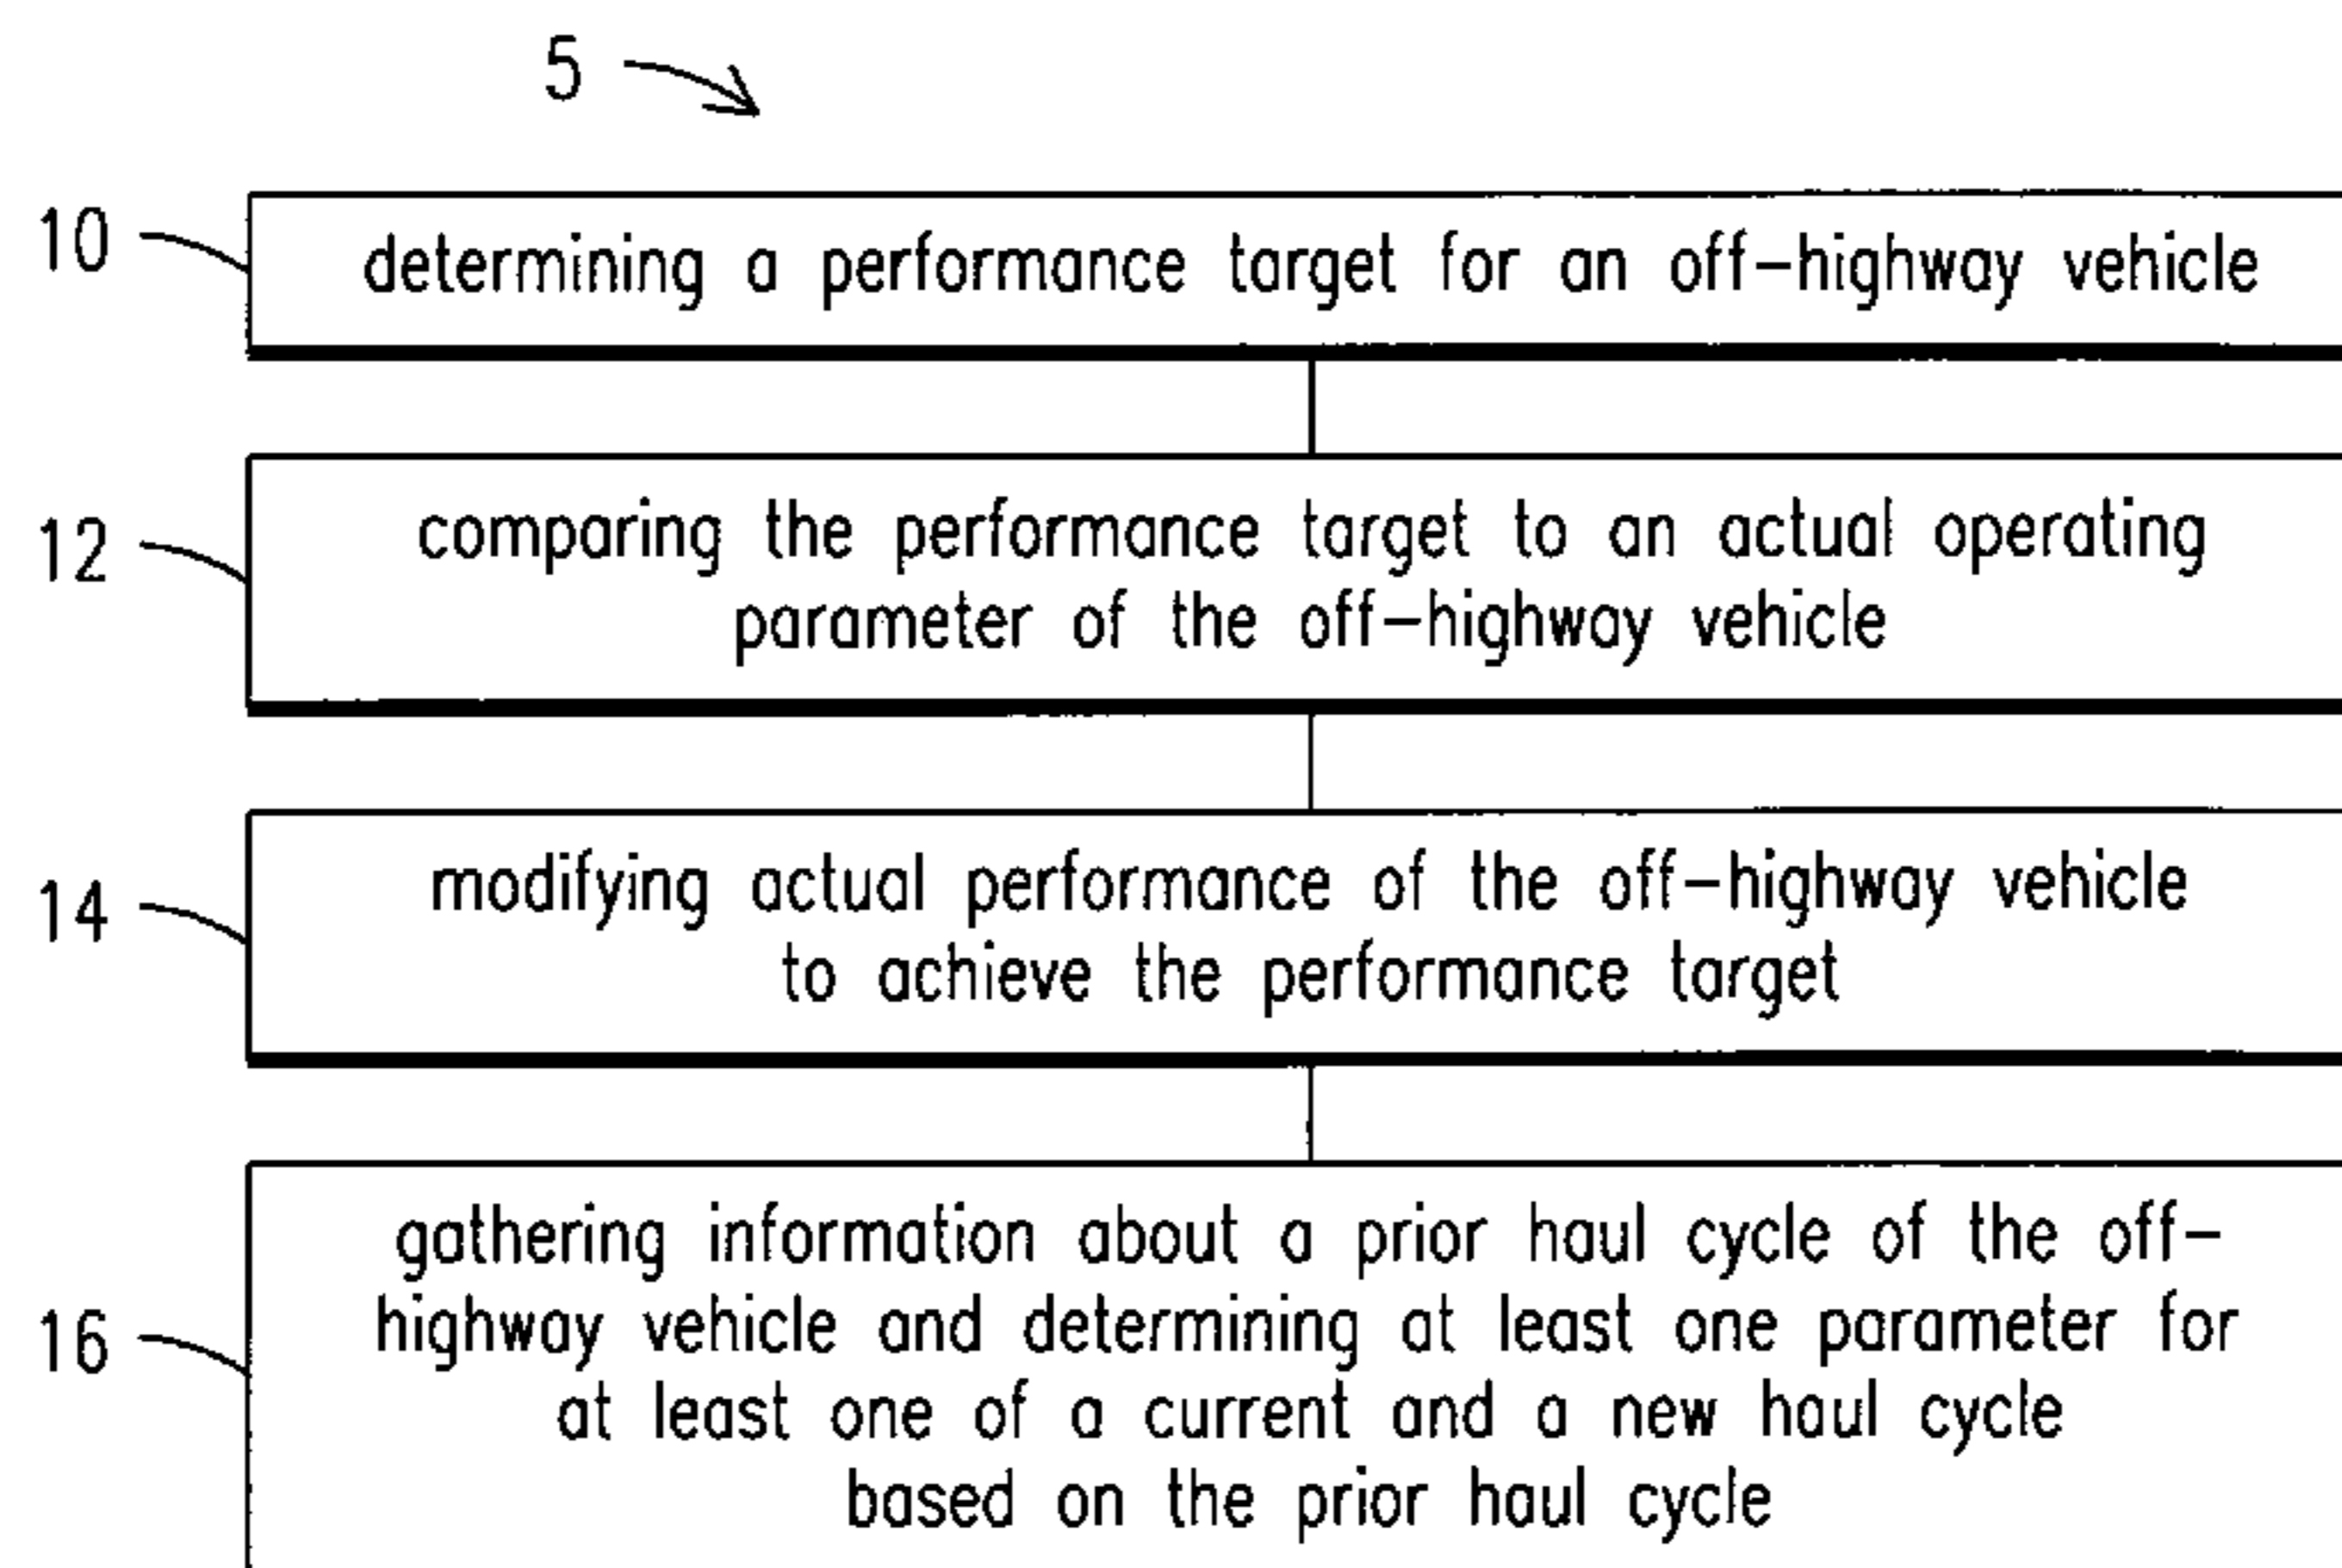 5
10
determining a performance target for an off-highway vehicle
12
comparing the performance target to an actual operating
parameter of the off-highway vehicle
14
modifying actual performance of the off-highway vehicle
to achieve the performance target
16
gathering information about a prior haul cycle of the off-
highway vehicle and determining at least one parameter for
at least one of a current and a new haul cycle
based on the prior haul cycle